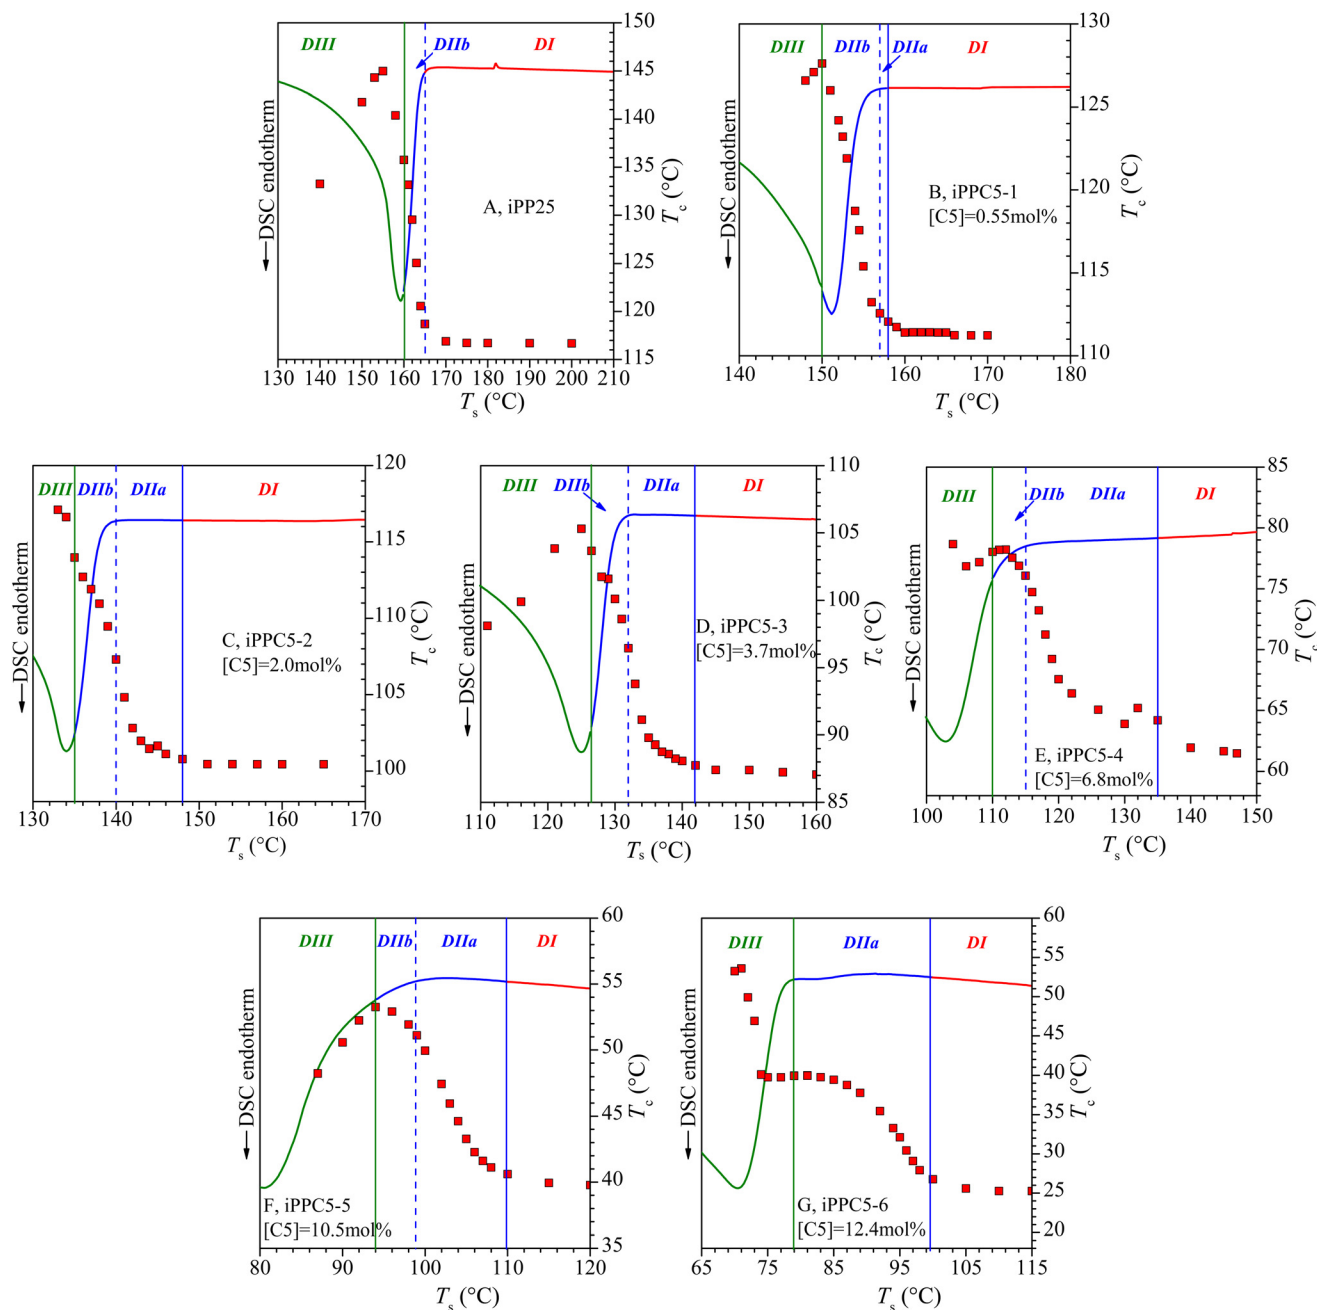 DIII DIIb DI
DSC endotherm
A, iPP25
150
145
140
135
130
125
120
115
Tc (°C)
130 140 150 160 170 180 190 200 210
Ts (°C)
DIII DIIb DIIa DI
DSC endotherm
B, iPPC5-1
[C5]=0.55mol%
130
125
120
115
110
Tc (°C)
140 150 160 170 180
Ts (°C)
DIII DIIb DIIa DI
DSC endotherm
C, iPPC5-2
[C5]=2.0mol%
120
115
110
105
100
Tc (°C)
130 140 150 160 170
Ts (°C)
DIII DIIb DIIa DI
DSC endotherm
D, iPPC5-3
[C5]=3.7mol%
110
105
100
95
90
85
Tc (°C)
110 120 130 140 150 160
Ts (°C)
DIII DIIb DIIa DI
DSC endotherm
E, iPPC5-4
[C5]=6.8mol%
85
80
75
70
65
60
Tc (°C)
100 110 120 130 140 150
Ts (°C)
DIII DIIb DIIa DI
DSC endotherm
F, iPPC5-5
[C5]=10.5mol%
60
55
50
45
40
35
Tc (°C)
80 90 100 110 120
Ts (°C)
DIII DIIa DI
DSC endotherm
G, iPPC5-6
[C5]=12.4mol%
60
55
50
45
40
35
30
25
20
Tc (°C)
65 75 85 95 105 115
Ts (°C)